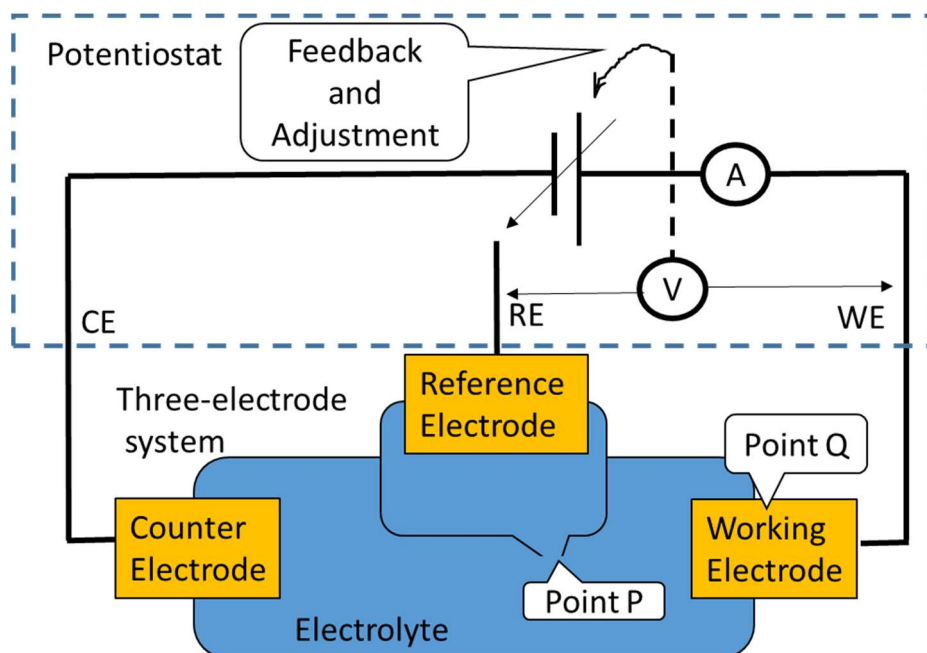 Potentiostat
Feedback
and
Adjustment
A
V
CE
RE
WE
Three-electrode
system
Reference
Electrode
Point Q
Counter
Electrode
Working
Electrode
Point P
Electrolyte